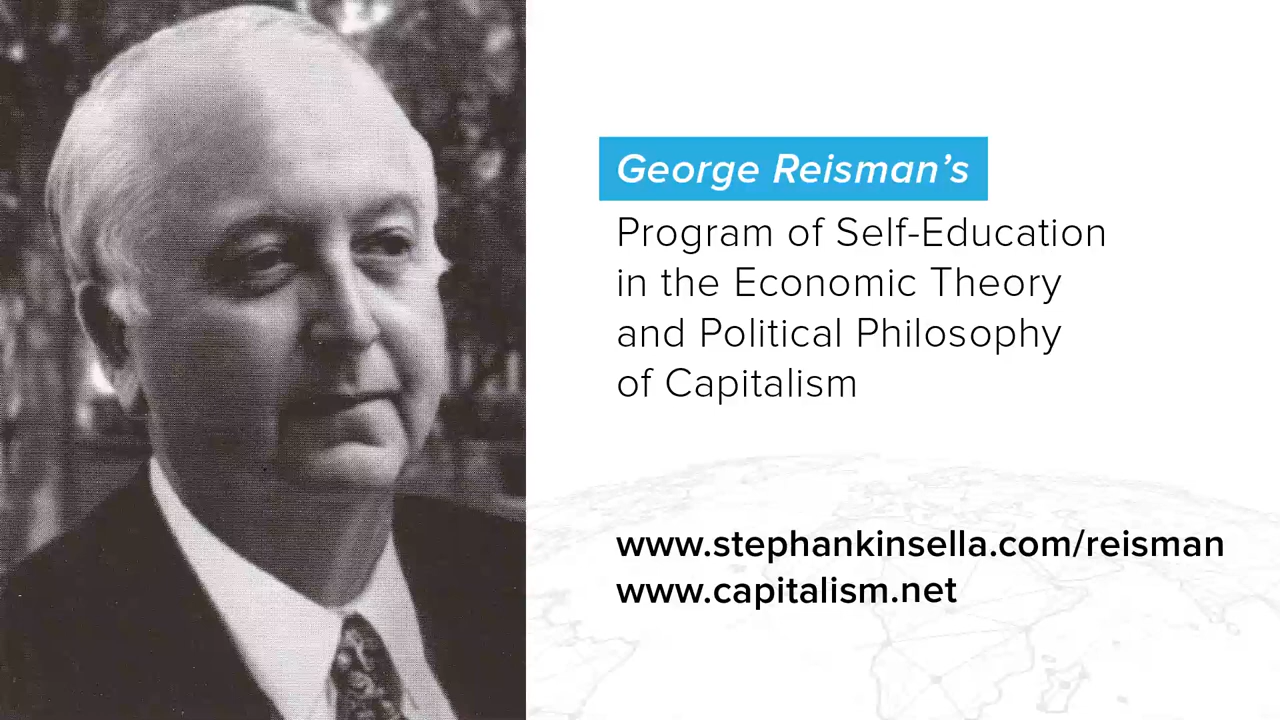 George Reisman’s
Program of Self-Education
in the Economic Theory
and Political Philosophy
of Capitalism
www.stephankinsella.com/reisman
www.capitalism.net